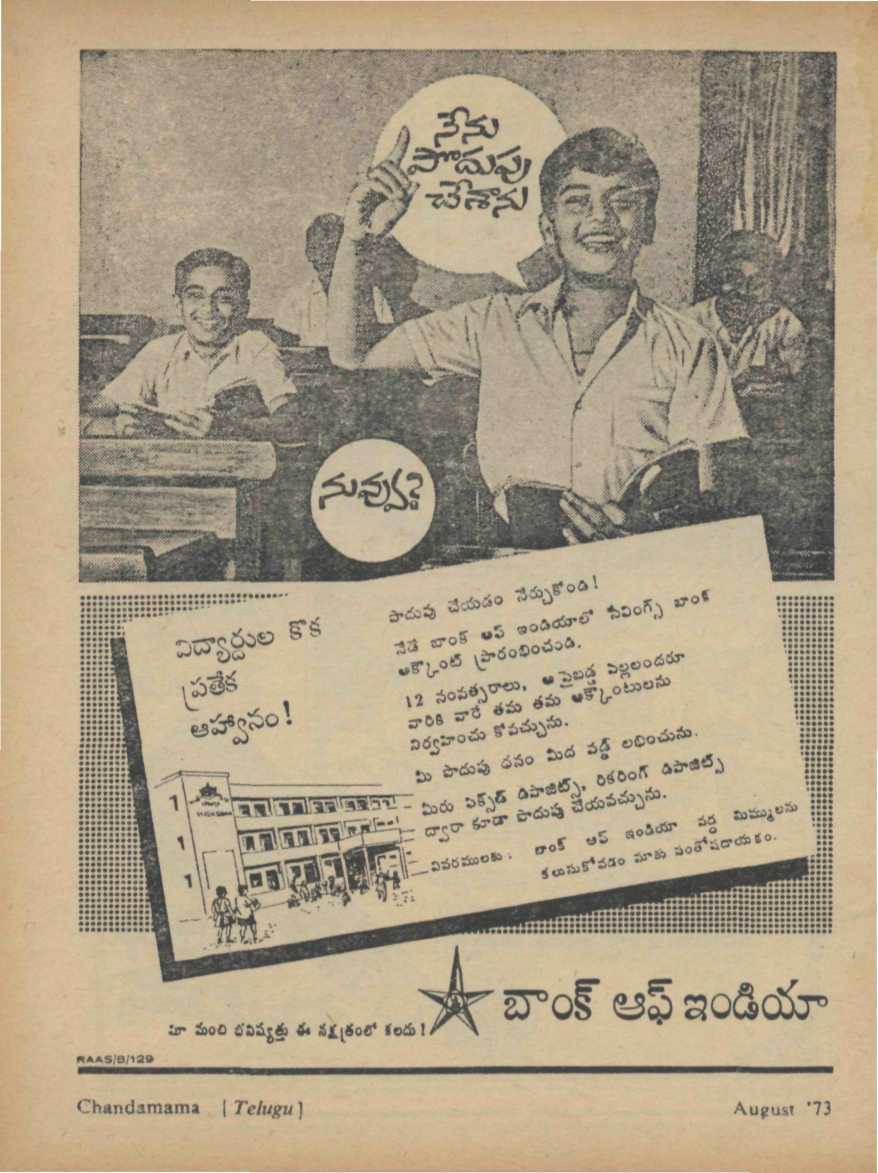 నేను
పొదుపు
చేశాను
నువ్వు?
విద్యార్థుల కొక
ప్రత్యేక
ఆహ్వానం!
పొదుపు చేయడం నేర్చుకోండి!
నేడే బాంక్ ఆఫ్ ఇండియాలో సేవింగ్స్ బాంక్
అక్కౌంట్ ప్రారంభించండి.
12 సంవత్సరాలు, ఆ పైబడ్డ పిల్లలందరూ
వారికి వారే తమ తమ అక్కౌంటులను
నిర్వహించు కోవచ్చును.
మీ పొదుపు ధనం మీద వడ్డీ లభించును.
మీరు ఫిక్స్‌డ్ డిపాజిట్స్, రికరింగ్ డిపాజిట్స్
ద్వారా కూడా పొదుపు చేయవచ్చును.
వివరములకు : బాంక్ ఆఫ్ ఇండియా వద్ద మిమ్ములను
కలుసుకోవడం మాకు సంతోషదాయకం.
బాంక్ ఆఫ్ ఇండియా
మా మంచి భవిష్యత్తు ఈ నక్షత్రంలో కలదు!
RAAS/B/129
Chandamama [Telugu]
August '73